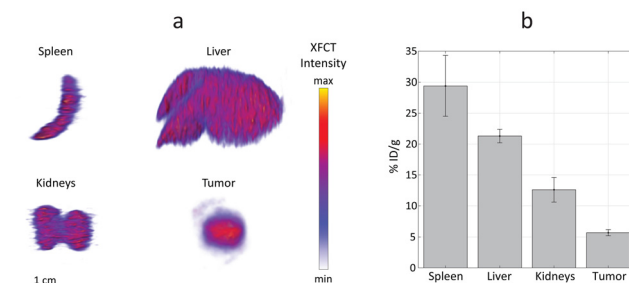 a
b
Spleen
Liver
XFCT
Intensity
max
Kidneys
Tumor
1 cm
min
35
30
25
20
15
10
5
0
% ID/g
Spleen Liver Kidneys Tumor